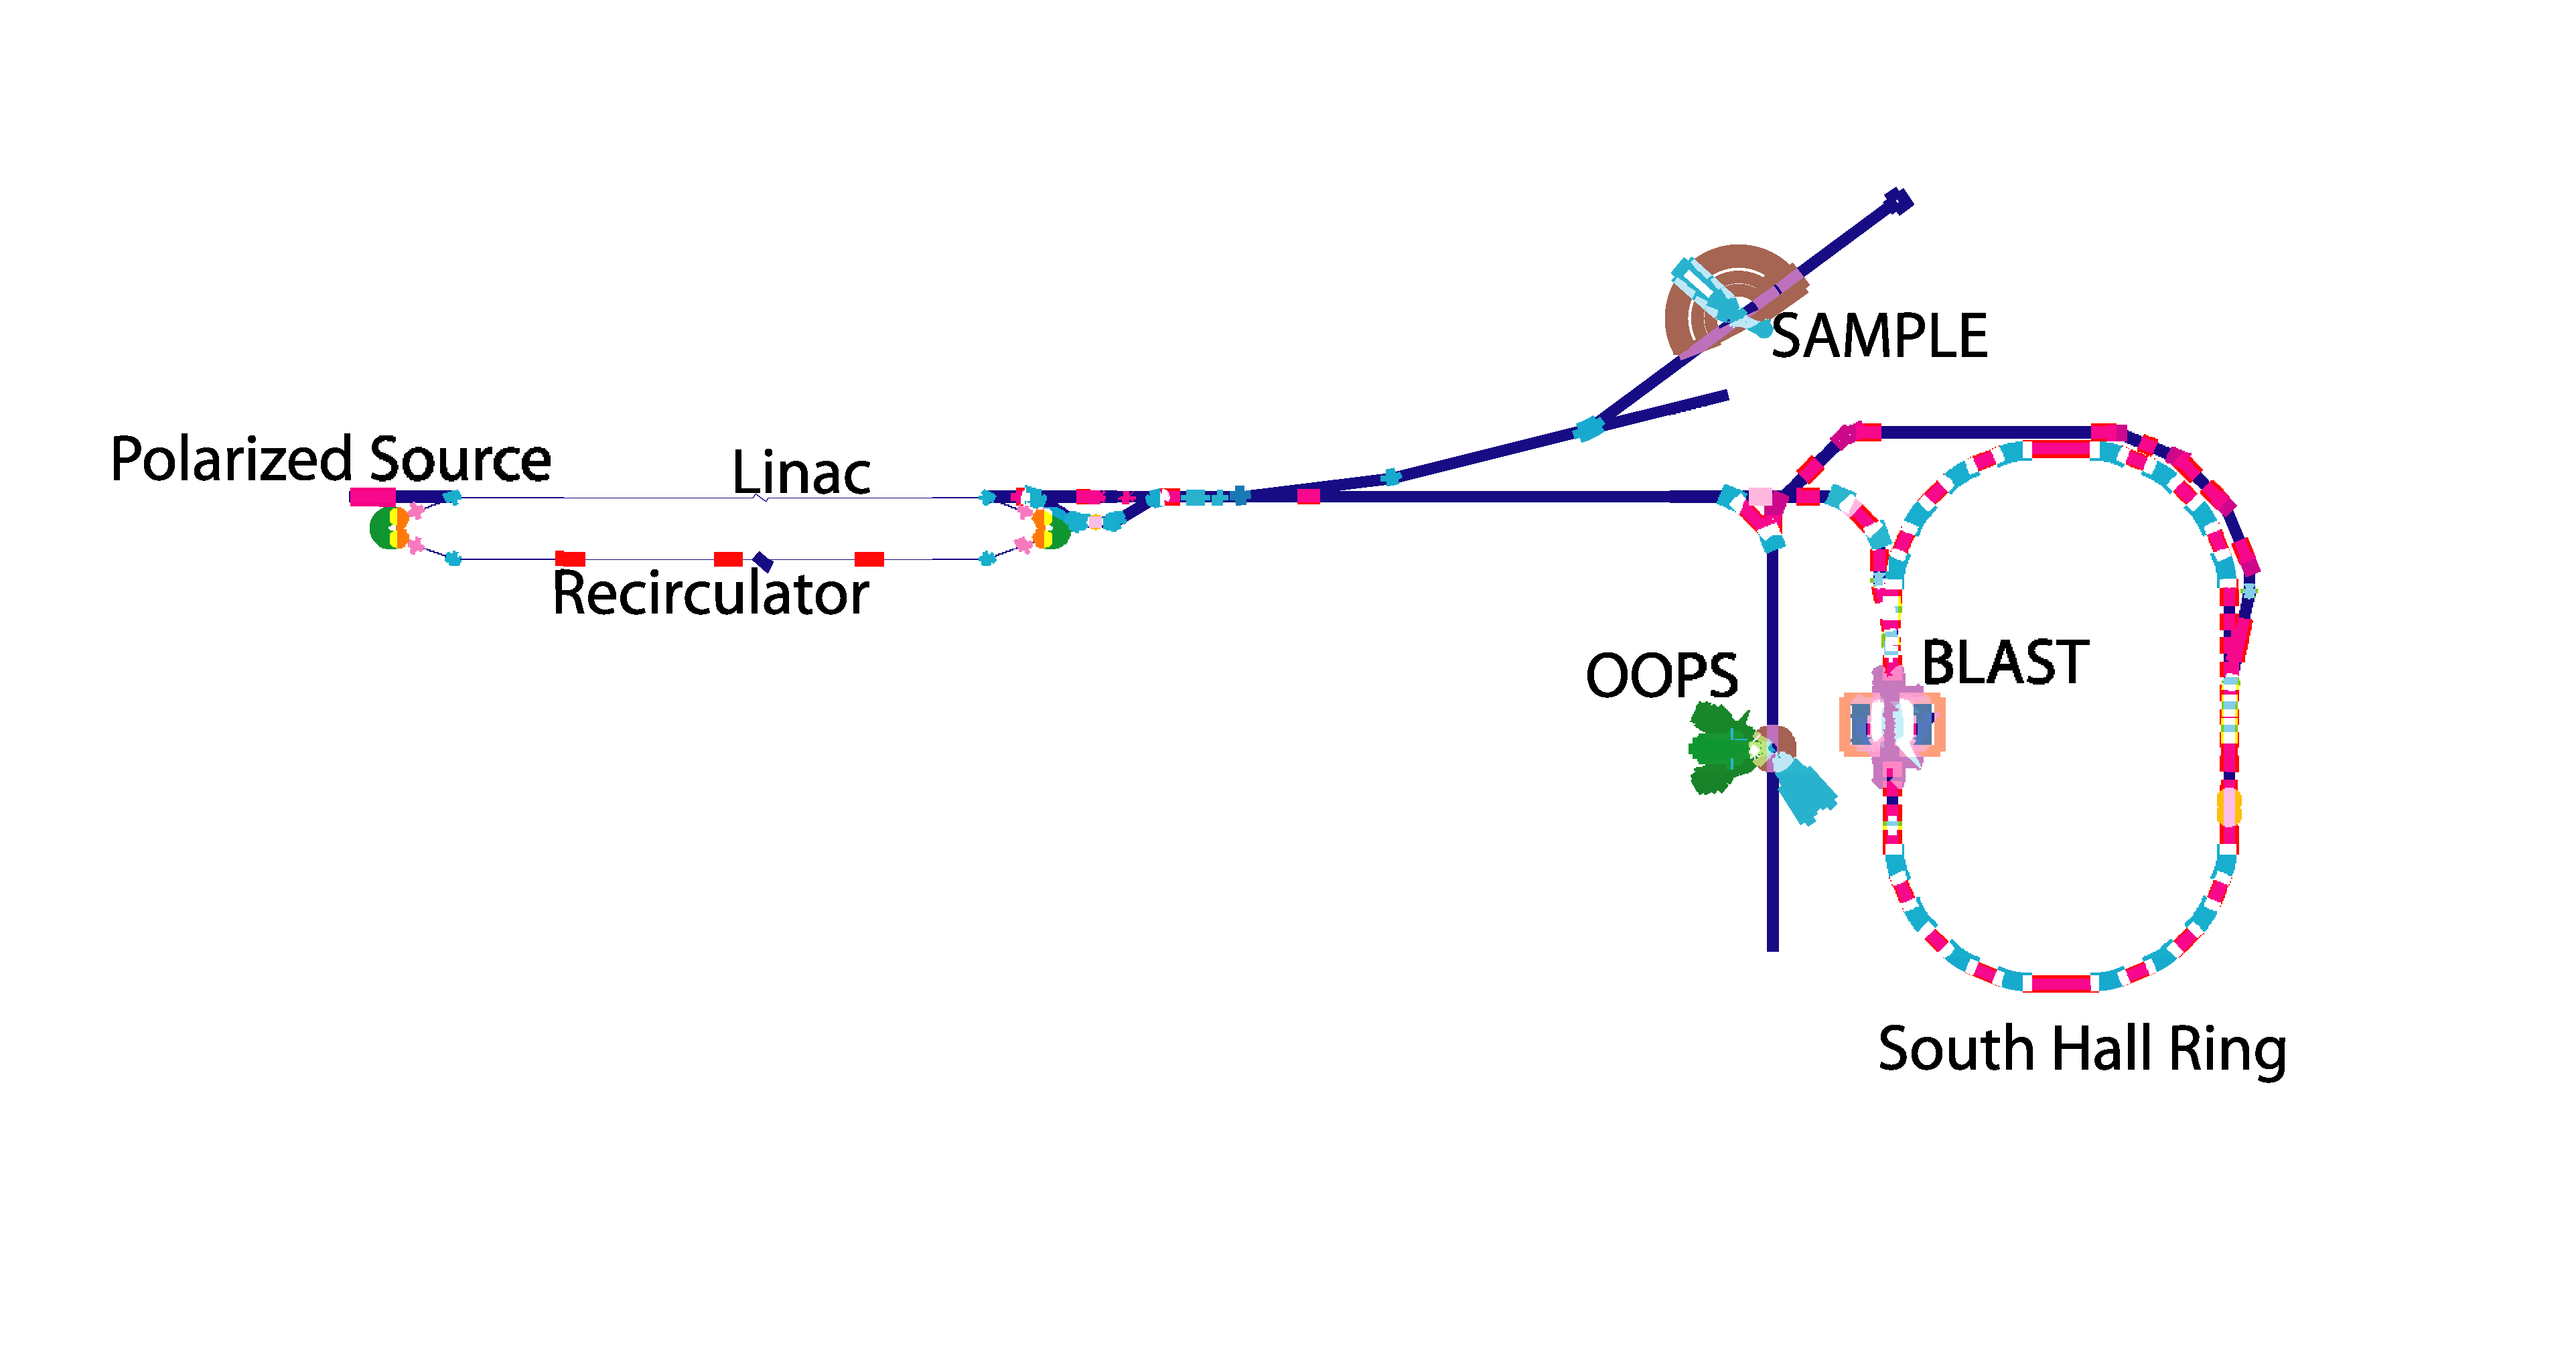 SAMPLE
Polarized Source
Linac
Recirculator
OOPS
BLAST
South Hall Ring